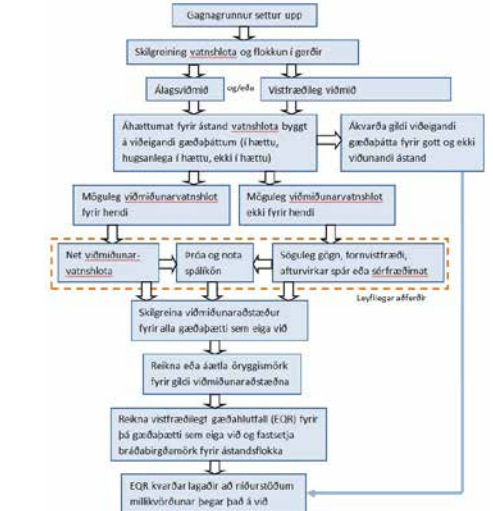 Gagnagrunnur settur upp
Skilgreining vatnshlota og flokkun í gerðir
Álagsviðmið
og/eða
Vistfræðileg viðmið
Áhættumat fyrir ástand vatnshlota byggt
á viðeigandi gæðaþáttum (í hættu,
hugsanlega í hættu, ekki í hættu)
Ákvarða gildi viðeigandi
gæðaþátta fyrir gott og ekki
viðunandi ástand
Möguleg viðmiðunarvatnshlot
fyrir hendi
Möguleg viðmiðunarvatnshlot
ekki fyrir hendi
Net viðmiðunar-
vatnshlota
Þróa og nota
spálíkön
Söguleg gögn, fornvistfræði,
afturvirkar spár eða sérfræðimat
Leyfilegar aðferðir
Skilgreina viðmiðunaraðstæður
fyrir alla gæðaþætti sem eiga við
Reikna eða áætla öryggismörk
fyrir gildi viðmiðunaraðstæðna
Reikna vistfræðilegt gæðahlutfall (EQR) fyrir
þá gæðaþætti sem eiga við og fastsetja
bráðabirgðamörk fyrir ástandsflokka
EQR kvarðar lagaðir að niðurstöðum
millikvörðunar þegar það á við